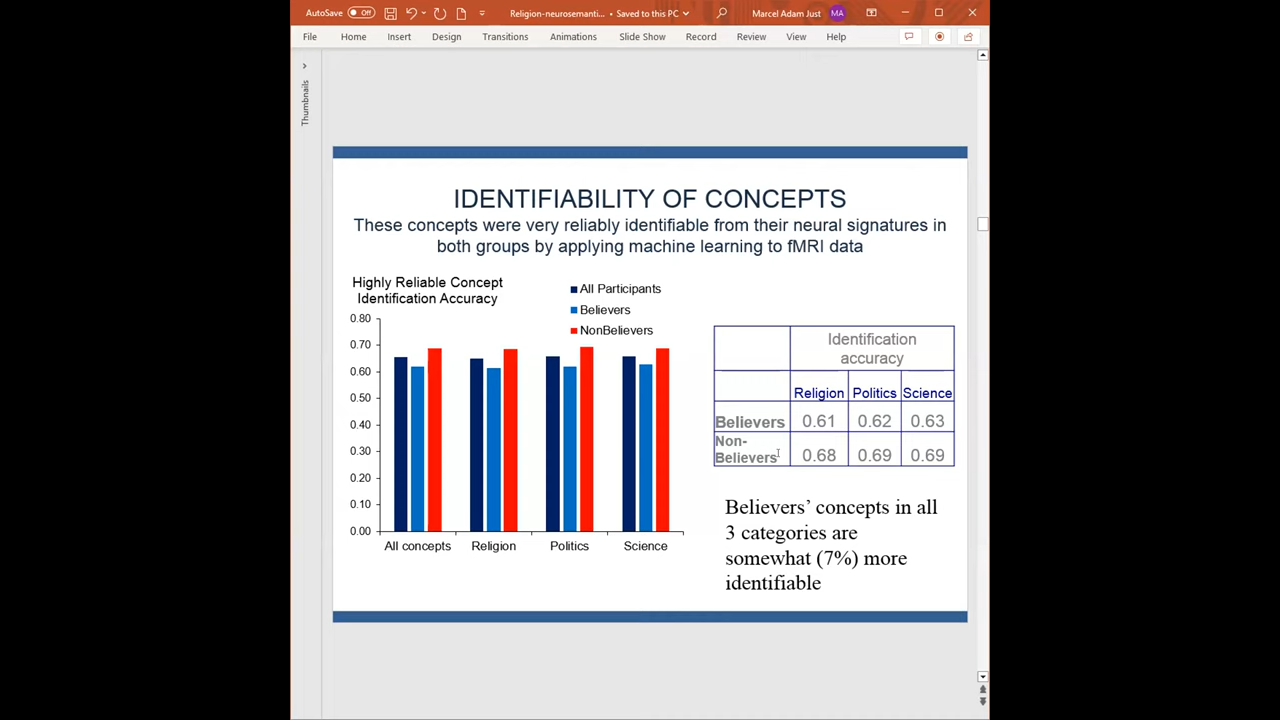 AutoSave Off Religion-neurosemanti... • Saved to this PC Marcel Adam Just MA
File Home Insert Design Transitions Animations Slide Show Record Review View Help
Thumbnails
IDENTIFIABILITY OF CONCEPTS
These concepts were very reliably identifiable from their neural signatures in
both groups by applying machine learning to fMRI data
Highly Reliable Concept
Identification Accuracy
All Participants
Believers
NonBelievers
0.80
0.70
0.60
0.50
0.40
0.30
0.20
0.10
0.00
All concepts Religion Politics Science
Identification
accuracy
Religion Politics Science
Believers 0.61 0.62 0.63
Non-
Believers 0.68 0.69 0.69
Believers’ concepts in all
3 categories are
somewhat (7%) more
identifiable